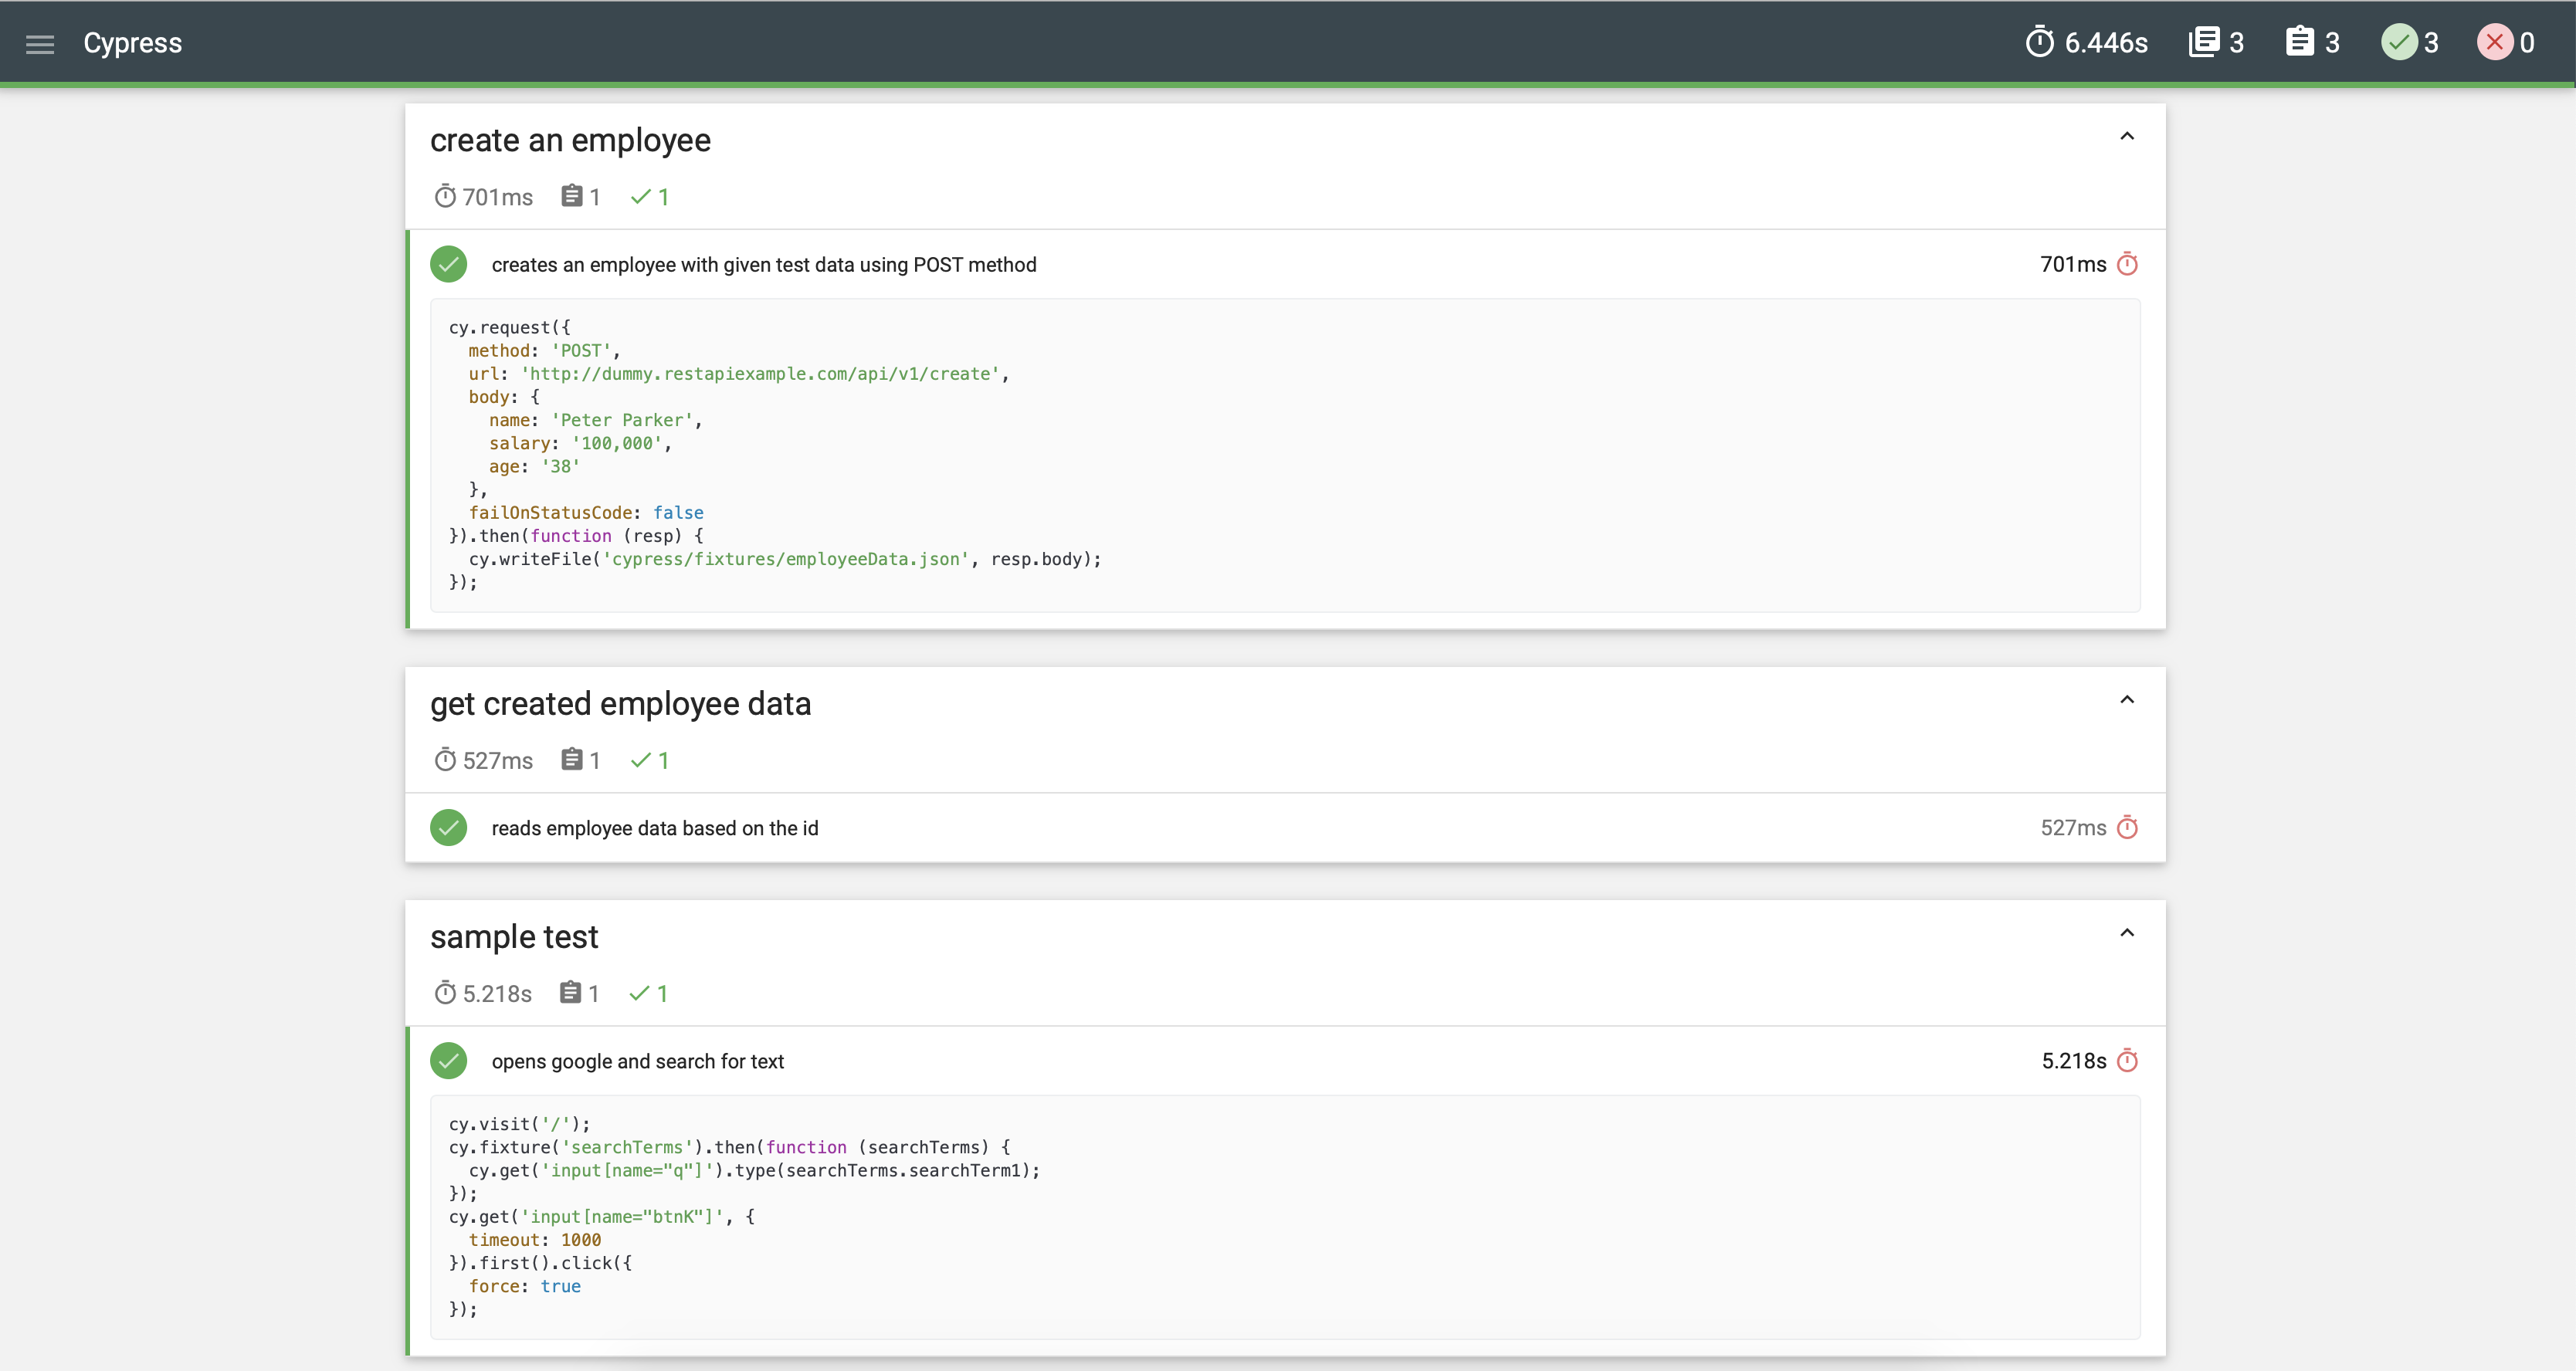 Cypress
6.446s 3 3 3 0
create an employee
701ms 1 1
creates an employee with given test data using POST method 701ms
cy.request({
  method: 'POST',
  url: 'http://dummy.restapiexample.com/api/v1/create',
  body: {
    name: 'Peter Parker',
    salary: '100,000',
    age: '38'
  },
  failOnStatusCode: false
}).then(function (resp) {
  cy.writeFile('cypress/fixtures/employeeData.json', resp.body);
});
get created employee data
527ms 1 1
reads employee data based on the id 527ms
sample test
5.218s 1 1
opens google and search for text 5.218s
cy.visit('/');
cy.fixture('searchTerms').then(function (searchTerms) {
  cy.get('input[name="q"]').type(searchTerms.searchTerm1);
});
cy.get('input[name="btnK"]', {
  timeout: 1000
}).first().click({
  force: true
});